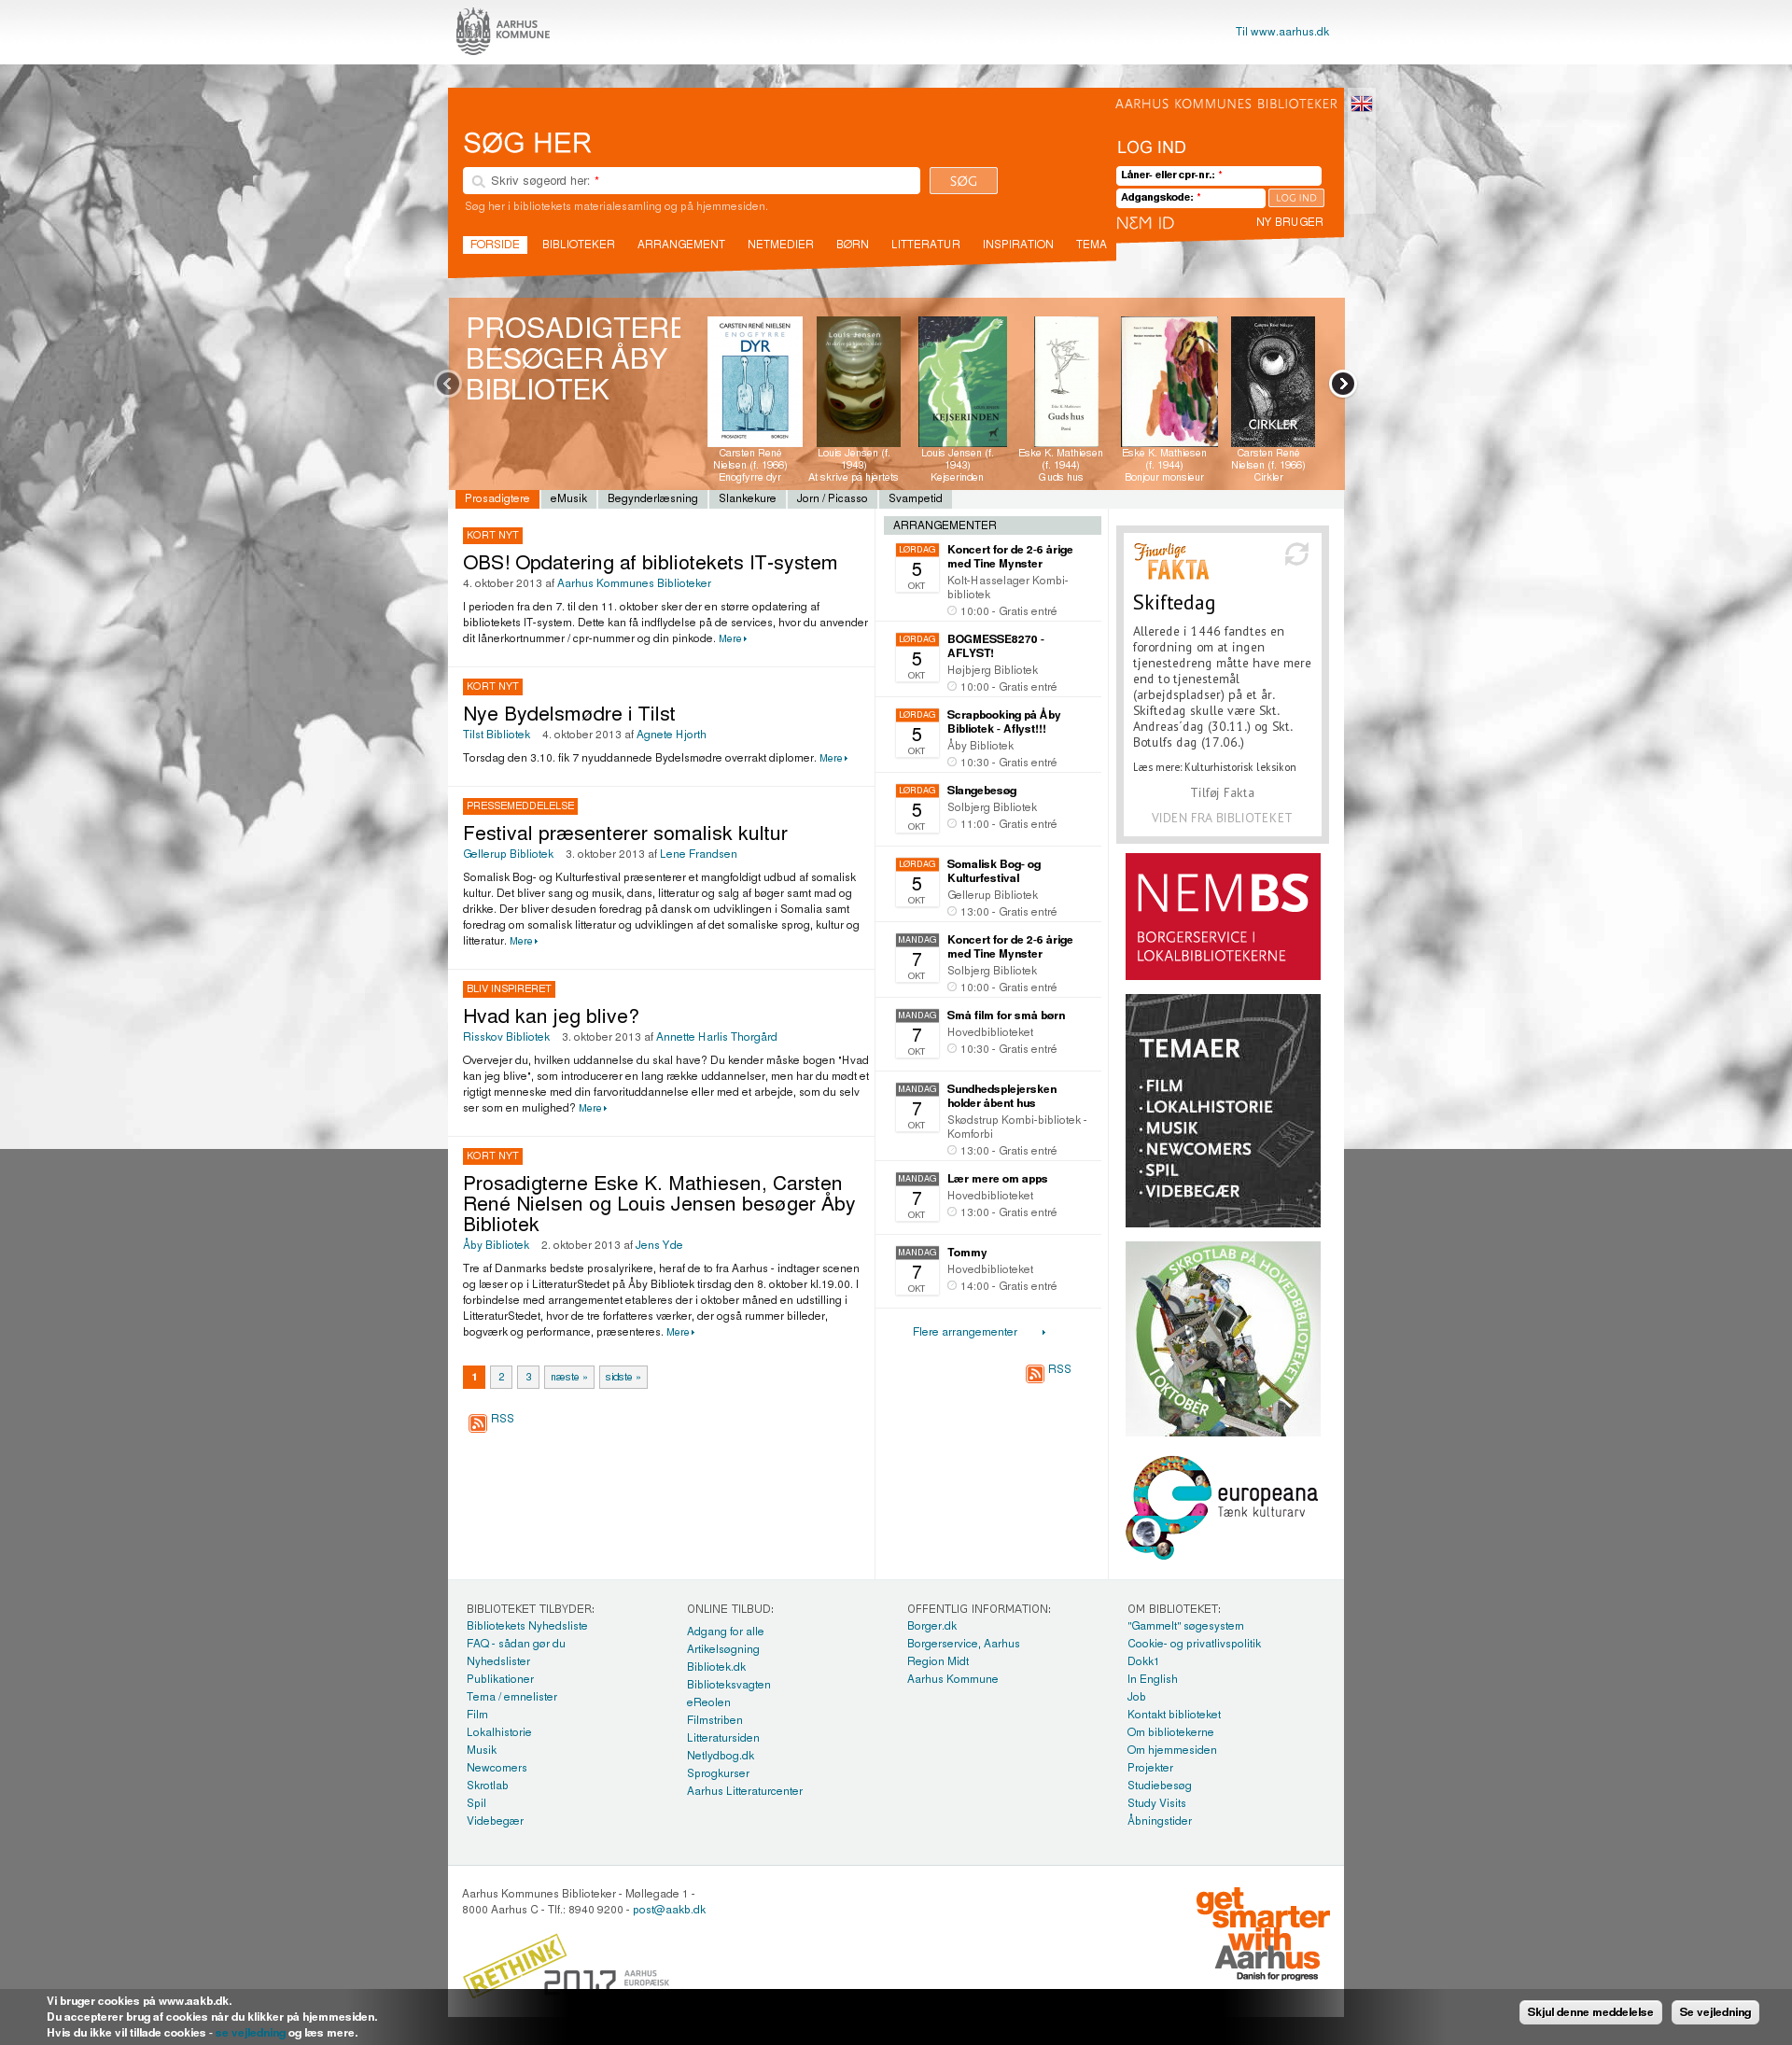 AARHUS
KOMMUNE
Til www.aarhus.dk
AARHUS KOMMUNES BIBLIOTEKER
SØG HER
Skriv søgeord her: *
SØG
Søg her i bibliotekets materialesamling og på hjemmesiden.
LOG IND
Låner- eller cpr-nr.: *
Adgangskode: *
LOG IND
NEM ID
NY BRUGER
FORSIDE BIBLIOTEKER ARRANGEMENT NETMEDIER BØRN LITTERATUR INSPIRATION TEMA
PROSADIGTERE
BESØGER ÅBY
BIBLIOTEK
CARSTEN RENÉ NIELSEN
ENOGFYRRE
DYR
PROSADIGTE BORGEN
Carsten René
Nielsen (f. 1966)
Enogfyrre dyr
Louis Jensen
Louis Jensen (f.
1943)
At skrive på hjertets
KEJSERINDEN
Louis Jensen (f.
1943)
Kejserinden
Guds hus
Eske K. Mathiesen
(f. 1944)
Guds hus
Eske K. Mathiesen
(f. 1944)
Bonjour monsieur
CIRKLER
Carsten René
Nielsen (f. 1966)
Cirkler
Prosadigtere eMusik Begynderlæsning Slankekure Jorn / Picasso Svampetid
KORT NYT
OBS! Opdatering af bibliotekets IT-system
4. oktober 2013 af Aarhus Kommunes Biblioteker
I perioden fra den 7. til den 11. oktober sker der en større opdatering af
bibliotekets IT-system. Dette kan få indflydelse på de services, hvor du anvender
dit lånerkortnummer / cpr-nummer og din pinkode. Mere
KORT NYT
Nye Bydelsmødre i Tilst
Tilst Bibliotek 4. oktober 2013 af Agnete Hjorth
Torsdag den 3.10. fik 7 nyuddannede Bydelsmødre overrakt diplomer. Mere
PRESSEMEDDELELSE
Festival præsenterer somalisk kultur
Gellerup Bibliotek 3. oktober 2013 af Lene Frandsen
Somalisk Bog- og Kulturfestival præsenterer et mangfoldigt udbud af somalisk
kultur. Det bliver sang og musik, dans, litteratur og salg af bøger samt mad og
drikke. Der bliver desuden foredrag på dansk om udviklingen i Somalia samt
foredrag om somalisk litteratur og udviklingen af det somaliske sprog, kultur og
litteratur. Mere
BLIV INSPIRERET
Hvad kan jeg blive?
Risskov Bibliotek 3. oktober 2013 af Annette Harlis Thorgård
Overvejer du, hvilken uddannelse du skal have? Du kender måske bogen "Hvad
kan jeg blive", som introducerer en lang række uddannelser, men har du mødt et
rigtigt menneske med din farvorituddannelse eller med et arbejde, som du selv
ser som en mulighed? Mere
KORT NYT
Prosadigterne Eske K. Mathiesen, Carsten
René Nielsen og Louis Jensen besøger Åby
Bibliotek
Åby Bibliotek 2. oktober 2013 af Jens Yde
Tre af Danmarks bedste prosalyrikere, heraf de to fra Aarhus - indtager scenen
og læser op i LitteraturStedet på Åby Bibliotek tirsdag den 8. oktober kl.19.00. I
forbindelse med arrangementet etableres der i oktober måned en udstilling i
LitteraturStedet, hvor de tre forfatteres værker, der også rummer billeder,
bogværk og performance, præsenteres. Mere
1 2 3 næste » sidste »
RSS
ARRANGEMENTER
LØRDAG
5
OKT
Koncert for de 2-6 årige
med Tine Mynster
Kolt-Hasselager Kombi-
bibliotek
10:00 - Gratis entré
LØRDAG
5
OKT
BOGMESSE8270 -
AFLYST!
Højbjerg Bibliotek
10:00 - Gratis entré
LØRDAG
5
OKT
Scrapbooking på Åby
Bibliotek - Aflyst!!!
Åby Bibliotek
10:30 - Gratis entré
LØRDAG
5
OKT
Slangebesøg
Solbjerg Bibliotek
11:00 - Gratis entré
LØRDAG
5
OKT
Somalisk Bog- og
Kulturfestival
Gellerup Bibliotek
13:00 - Gratis entré
MANDAG
7
OKT
Koncert for de 2-6 årige
med Tine Mynster
Solbjerg Bibliotek
10:00 - Gratis entré
MANDAG
7
OKT
Små film for små børn
Hovedbiblioteket
10:30 - Gratis entré
MANDAG
7
OKT
Sundhedsplejersken
holder åbent hus
Skødstrup Kombi-bibliotek -
Komforbi
13:00 - Gratis entré
MANDAG
7
OKT
Lær mere om apps
Hovedbiblioteket
13:00 - Gratis entré
MANDAG
7
OKT
Tommy
Hovedbiblioteket
14:00 - Gratis entré
Flere arrangementer
RSS
Finurlige
FAKTA
Skiftedag
Allerede i 1446 fandtes en
forordning om at ingen
tjenestedreng måtte have mere
end to tjenestemål
(arbejdspladser) på et år.
Skiftedag skulle være Skt.
Andreas´dag (30.11.) og Skt.
Botulfs dag (17.06.)
Læs mere: Kulturhistorisk leksikon
Tilføj Fakta
VIDEN FRA BIBLIOTEKET
NEMBS
BORGERSERVICE I
LOKALBIBLIOTEKERNE
TEMAER
· FILM
· LOKALHISTORIE
· MUSIK
· NEWCOMERS
· SPIL
· VIDEBEGÆR
SKROTLAB PÅ HOVEDBIBLIOTEKET
I OKTOBER
europeana
Tænk kulturarv
BIBLIOTEKET TILBYDER:
Bibliotekets Nyhedsliste
FAQ - sådan gør du
Nyhedslister
Publikationer
Tema / emnelister
Film
Lokalhistorie
Musik
Newcomers
Skrotlab
Spil
Videbegær
ONLINE TILBUD:
Adgang for alle
Artikelsøgning
Bibliotek.dk
Biblioteksvagten
eReolen
Filmstriben
Litteratursiden
Netlydbog.dk
Sprogkurser
Aarhus Litteraturcenter
OFFENTLIG INFORMATION:
Borger.dk
Borgerservice, Aarhus
Region Midt
Aarhus Kommune
OM BIBLIOTEKET:
"Gammelt" søgesystem
Cookie- og privatlivspolitik
Dokk1
In English
Job
Kontakt biblioteket
Om bibliotekerne
Om hjemmesiden
Projekter
Studiebesøg
Study Visits
Åbningstider
Aarhus Kommunes Biblioteker - Møllegade 1 -
8000 Aarhus C - Tlf.: 8940 9200 - post@aakb.dk
RETHINK
2017
AARHUS
EUROPÆISK
get
smarter
with
Aarhus
Danish for progress
Vi bruger cookies på www.aakb.dk.
Du accepterer brug af cookies når du klikker på hjemmesiden.
Hvis du ikke vil tillade cookies - se vejledning og læs mere.
Skjul denne meddelelse
Se vejledning